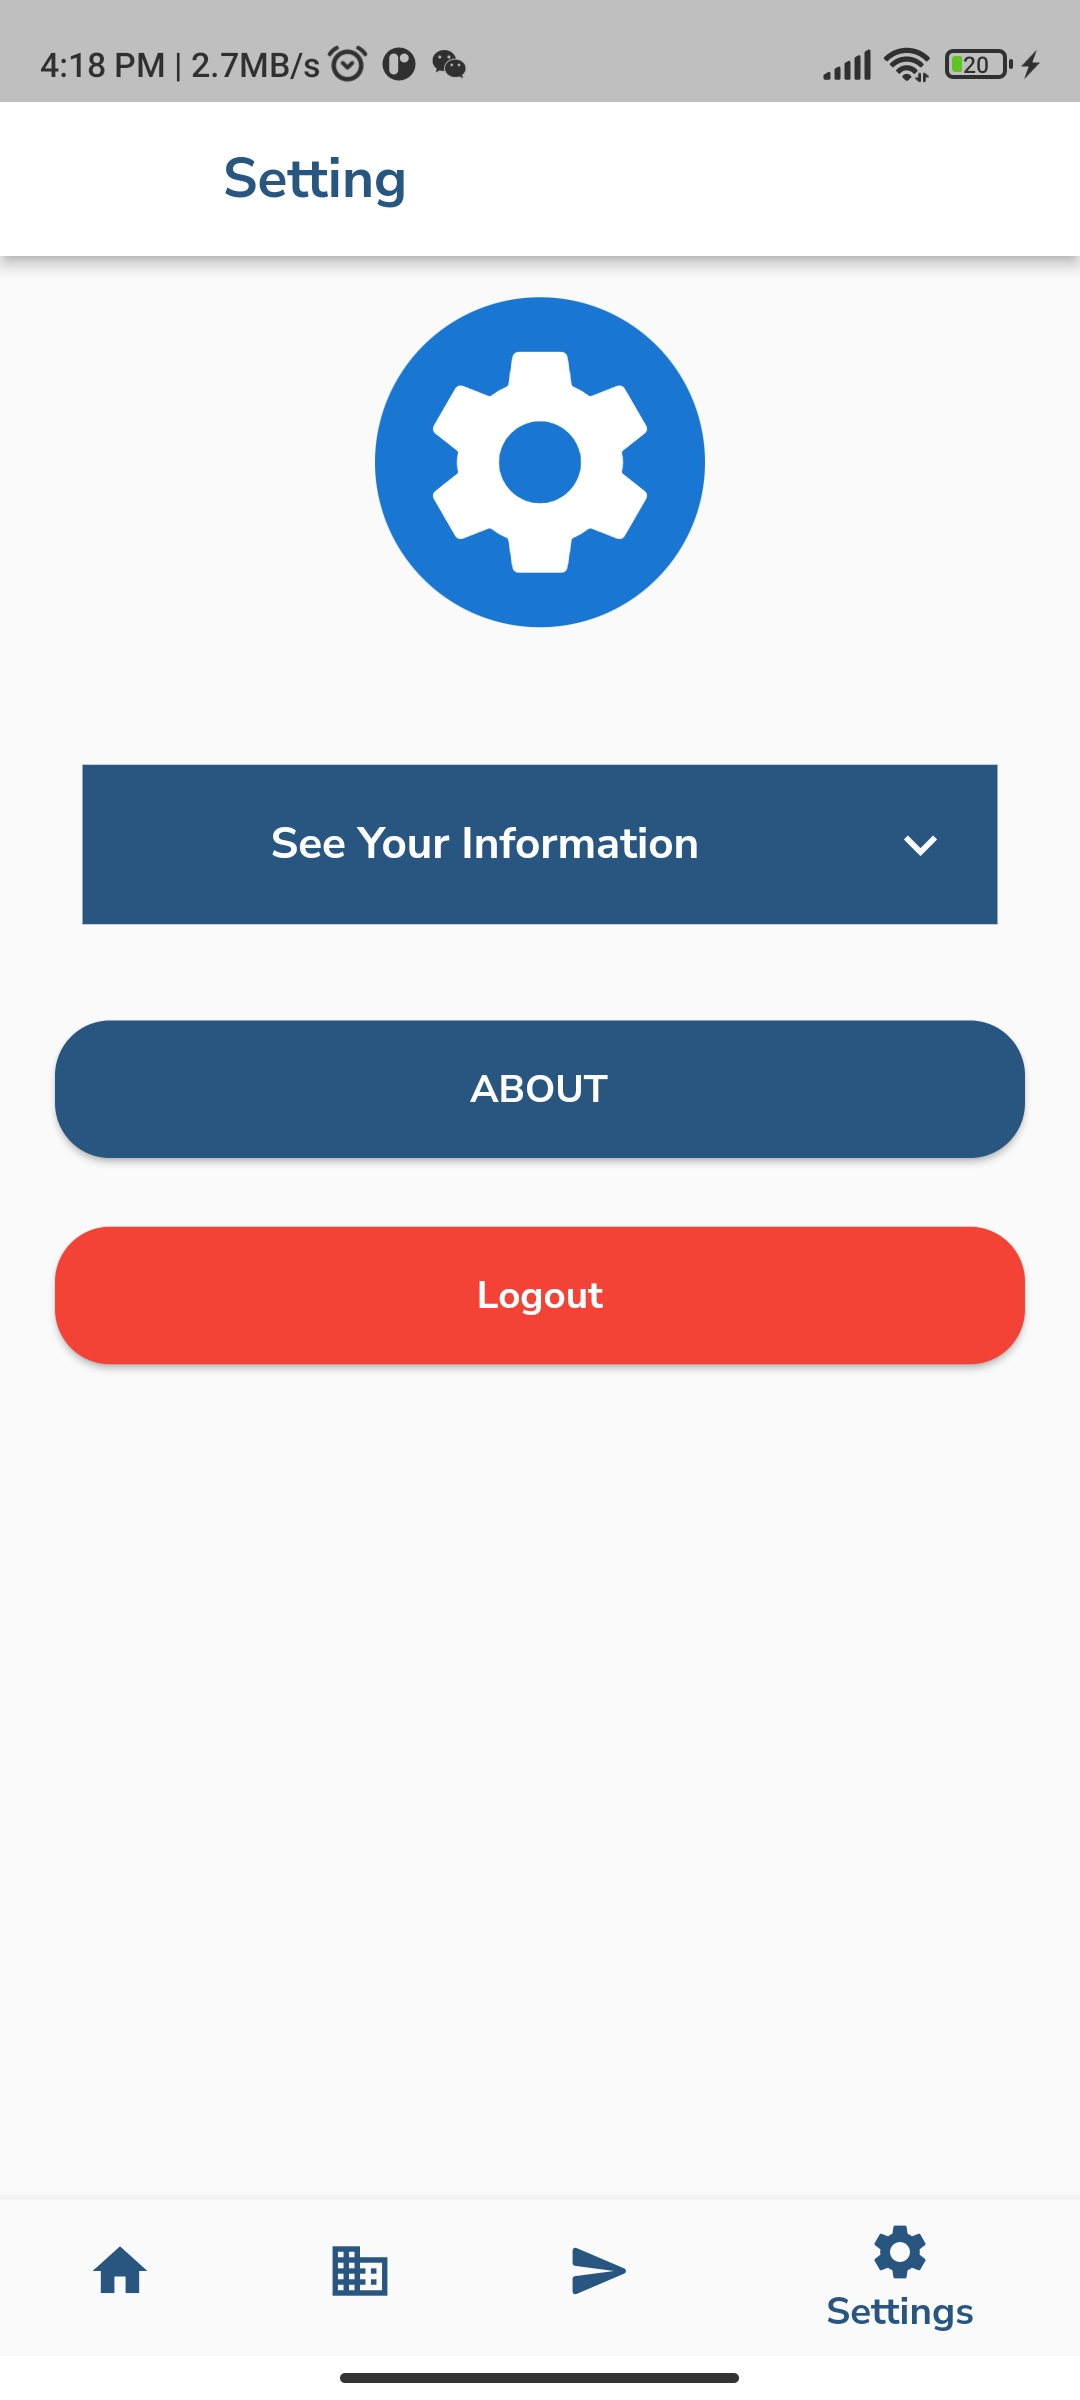 4:18 PM | 2.7MB/s
20
Setting
See Your Information
ABOUT
Logout
Settings